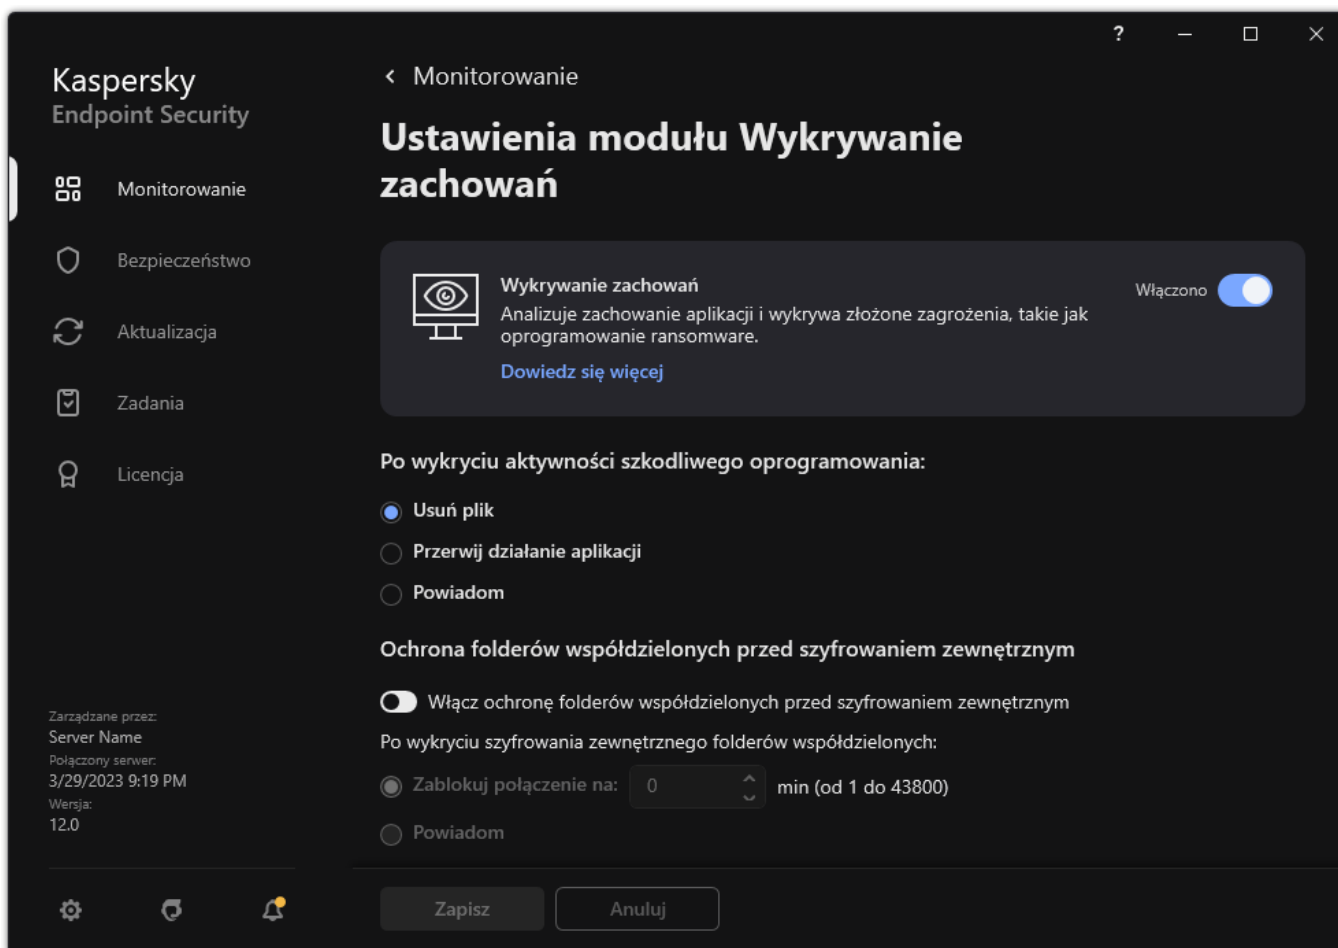 ?
Kaspersky
Endpoint Security
Monitorowanie
Bezpieczeństwo
Aktualizacja
Zadania
Licencja
Zarządzane przez:
Server Name
Połączony serwer:
3/29/2023 9:19 PM
Wersja:
12.0
Monitorowanie
Ustawienia modułu Wykrywanie
zachowań
Wykrywanie zachowań
Analizuje zachowanie aplikacji i wykrywa złożone zagrożenia, takie jak
oprogramowanie ransomware.
Dowiedz się więcej
Włączono
Po wykryciu aktywności szkodliwego oprogramowania:
Usuń plik
Przerwij działanie aplikacji
Powiadom
Ochrona folderów współdzielonych przed szyfrowaniem zewnętrznym
Włącz ochronę folderów współdzielonych przed szyfrowaniem zewnętrznym
Po wykryciu szyfrowania zewnętrznego folderów współdzielonych:
Zablokuj połączenie na: 0 min (od 1 do 43800)
Powiadom
Zapisz Anuluj